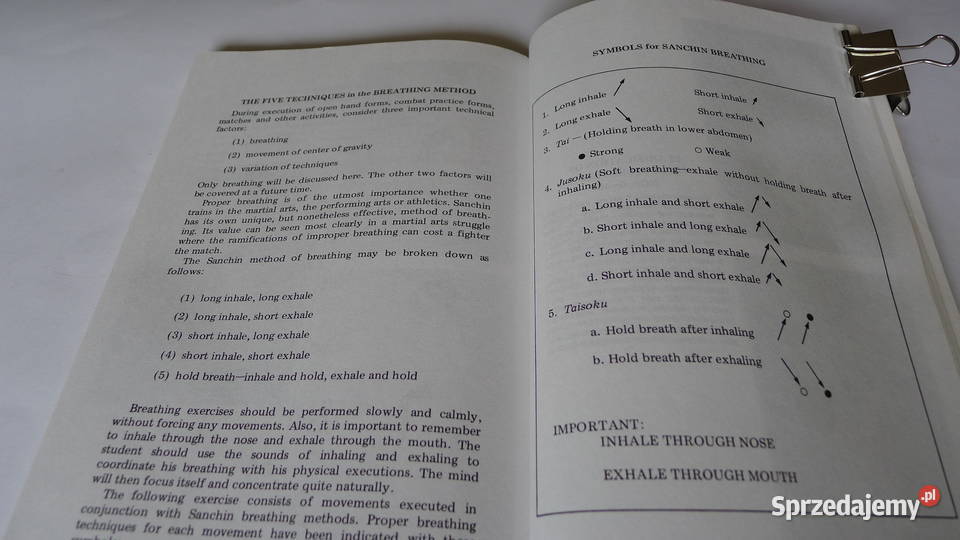 THE FIVE TECHNIQUES in the BREATHING METHOD
During execution of open hand forms, combat practice forms,
matches and other activities, consider three important technical
factors:
(1) breathing
(2) movement of center of gravity
(3) variation of techniques
Only breathing will be discussed here. The other two factors will
be covered at a future time.
Proper breathing is of the utmost importance whether one
trains in the martial arts, the performing arts or athletics. Sanchin
has its own unique, but nonetheless effective, method of breath-
ing. Its value can be seen most clearly in a martial arts struggle
where the ramifications of improper breathing can cost a fighter
the match.
The Sanchin method of breathing may be broken down as
follows:
(1) long inhale, long exhale
(2) long inhale, short exhale
(3) short inhale, long exhale
(4) short inhale, short exhale
(5) hold breath—inhale and hold, exhale and hold
Breathing exercises should be performed slowly and calmly,
without forcing any movements. Also, it is important to remember
to inhale through the nose and exhale through the mouth. The
student should use the sounds of inhaling and exhaling to
coordinate his breathing with his physical executions. The mind
will then focus itself and concentrate quite naturally.
The following exercise consists of movements executed in
conjunction with Sanchin breathing methods. Proper breathing
techniques for each movement have been indicated with
SYMBOLS for SANCHIN BREATHING
1. Long inhale ↗ Short inhale ↗
2. Long exhale ↘ Short exhale ↘
3. Tai — (Holding breath in lower abdomen)
● Strong ○ Weak
4. Jusoku (Soft breathing—exhale without holding breath after
inhaling)
a. Long inhale and short exhale ↗↘
b. Short inhale and long exhale ↗↘
c. Long inhale and long exhale ↗↘
d. Short inhale and short exhale ↗↘
5. Taisoku
a. Hold breath after inhaling
b. Hold breath after exhaling
IMPORTANT:
INHALE THROUGH NOSE
EXHALE THROUGH MOUTH
Sprzedajemy.pl